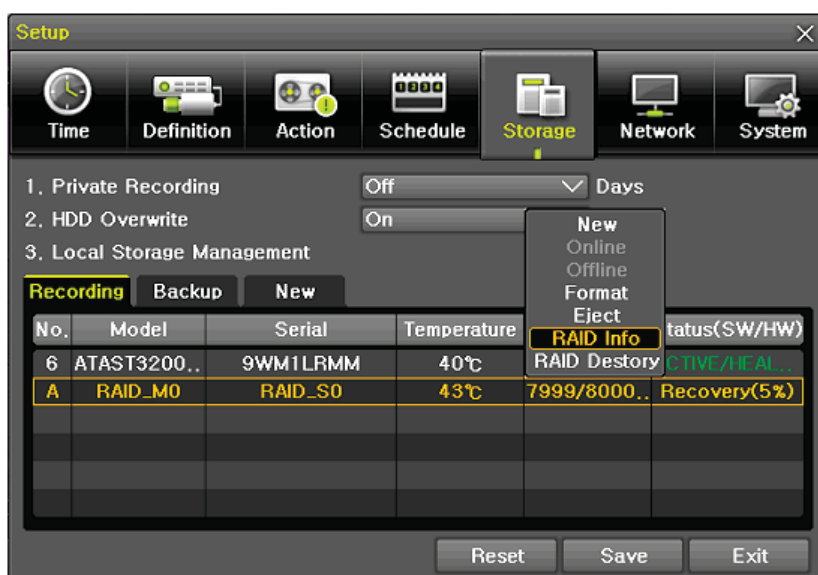 Setup
Time Definition Action Schedule Storage Network System
1. Private Recording Off Days
2. HDD Overwrite On
3. Local Storage Management
New
Online
Offline
Format
Eject
RAID Info
RAID Destory
Recording Backup New
No. Model Serial Temperature tatus(SW/HW)
6 ATAST3200.. 9WM1LRMM 40℃ CTIVE/HEAL..
A RAID_M0 RAID_S0 43℃ 7999/8000.. Recovery(5%)
Reset Save Exit